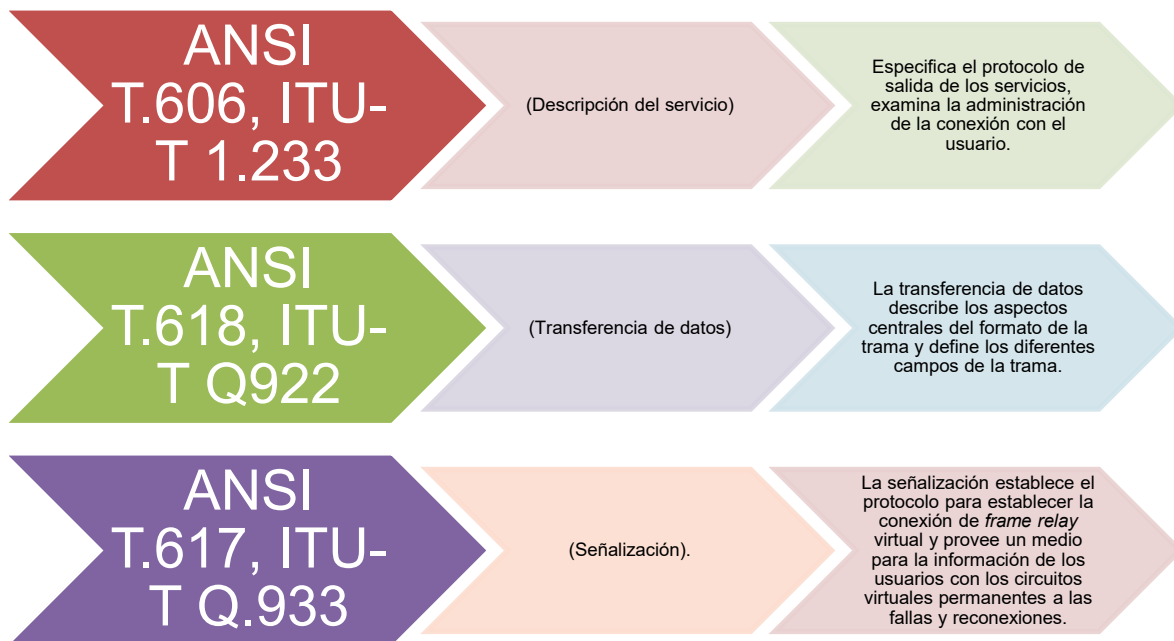 ANSI
T.606, ITU-
T 1.233
(Descripción del servicio)
Especifica el protocolo de
salida de los servicios,
examina la administración
de la conexión con el
usuario.
ANSI
T.618, ITU-
T Q922
(Transferencia de datos)
La transferencia de datos
describe los aspectos
centrales del formato de la
trama y define los diferentes
campos de la trama.
ANSI
T.617, ITU-
T Q.933
(Señalización).
La señalización establece el
protocolo para establecer la
conexión de frame relay
virtual y provee un medio
para la información de los
usuarios con los circuitos
virtuales permanentes a las
fallas y reconexiones.